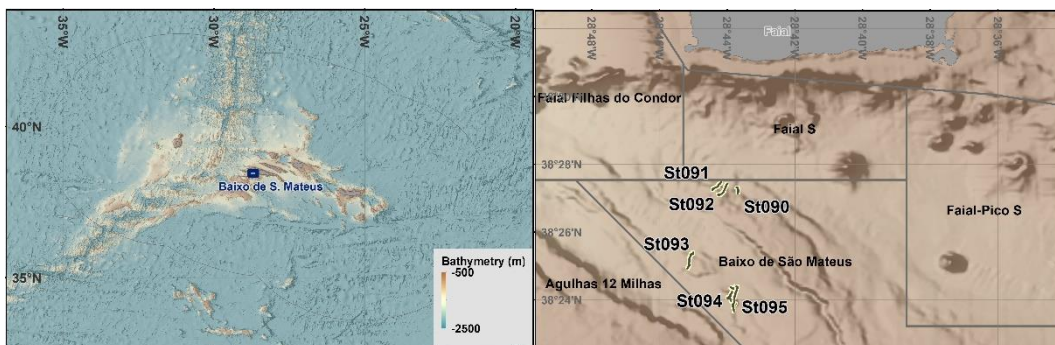 35°W
30°W
25°W
20°W
40°N
35°N
Baixo de S. Mateus
Bathymetry (m)
-500
-2500
28°48'W
28°44'W
28°42'W
28°40'W
28°38'W
28°36'W
Faial
Faial Filhas do Condor
Faial S
38°28'N
St091
St092
St090
Faial-Pico S
38°26'N
St093
Baixo de São Mateus
Agulhas 12 Milhas
38°24'N
St094
St095